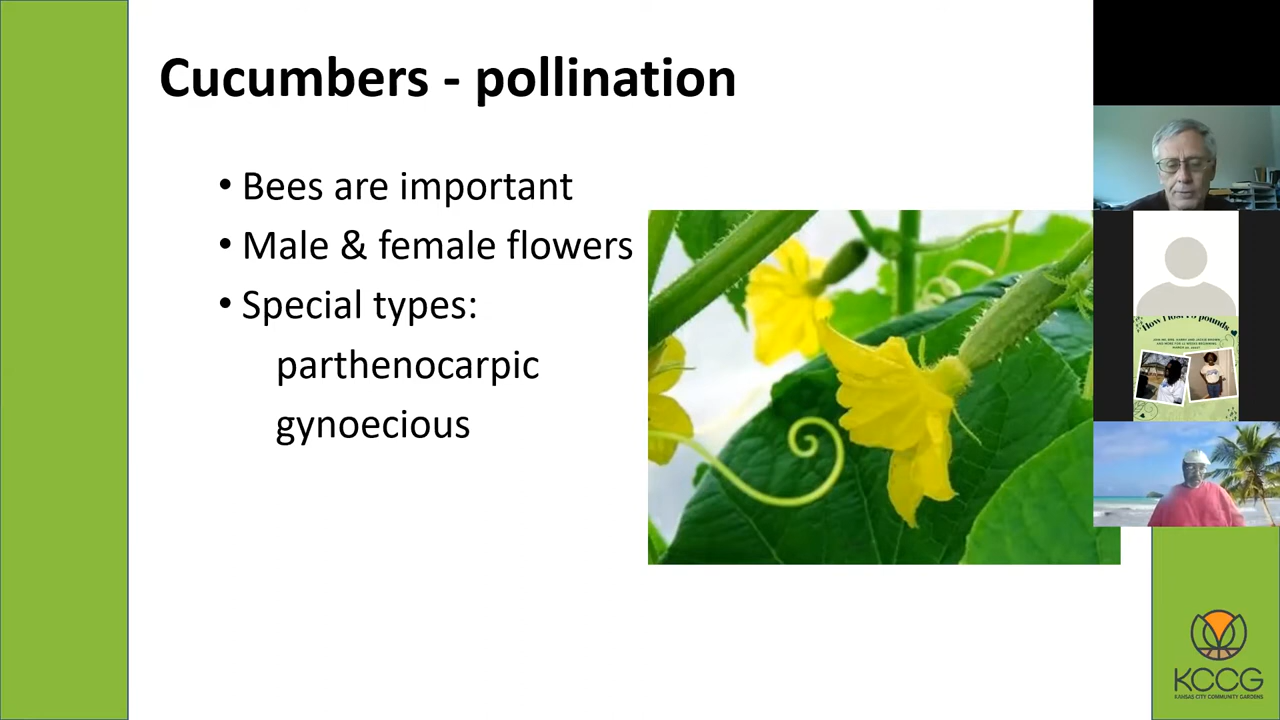 Cucumbers - pollination
• Bees are important
• Male & female flowers
• Special types:
parthenocarpic
gynoecious
KCCG
KANSAS CITY COMMUNITY GARDENS